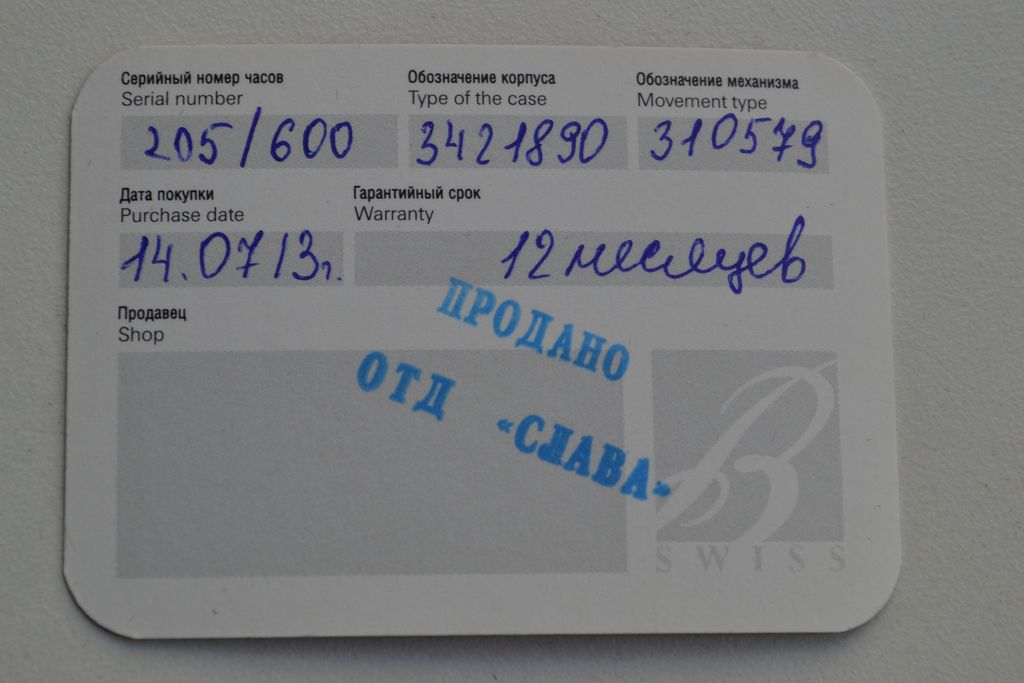 Серийный номер часов Обозначение корпуса Обозначение механизма
Serial number Type of the case Movement type
205/600 3421890 310579
Дата покупки Гарантийный срок
Purchase date Warranty
14.07 13г. 12 месяцев
Продавец
Shop
ПРОДАНО
ОТД «СЛАВА»
B
SWISS